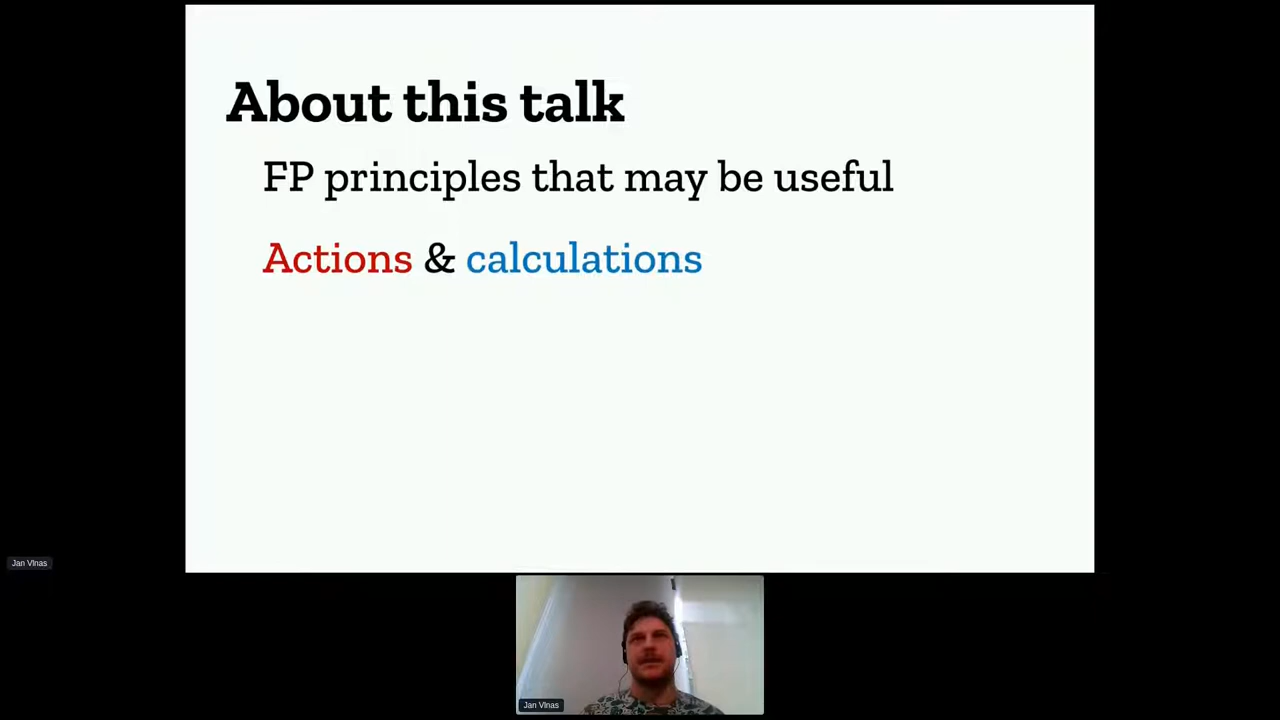 About this talk
FP principles that may be useful
Actions & calculations
Jan Vlnas
Jan Vlnas